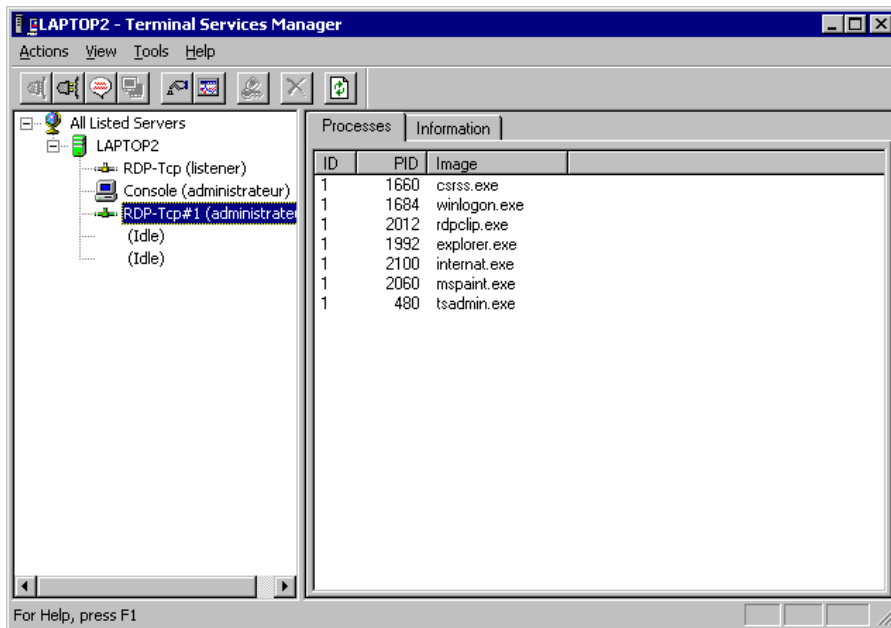 LAPTOP2 - Terminal Services Manager
Actions View Tools Help
All Listed Servers
LAPTOP2
RDP-Tcp (listener)
Console (administrateur)
RDP-Tcp#1 (administrate
(Idle)
(Idle)
Processes Information
ID PID Image
1 1660 csrss.exe
1 1684 winlogon.exe
1 2012 rdpclip.exe
1 1992 explorer.exe
1 2100 internat.exe
1 2060 mspaint.exe
1 480 tsadmin.exe
For Help, press F1